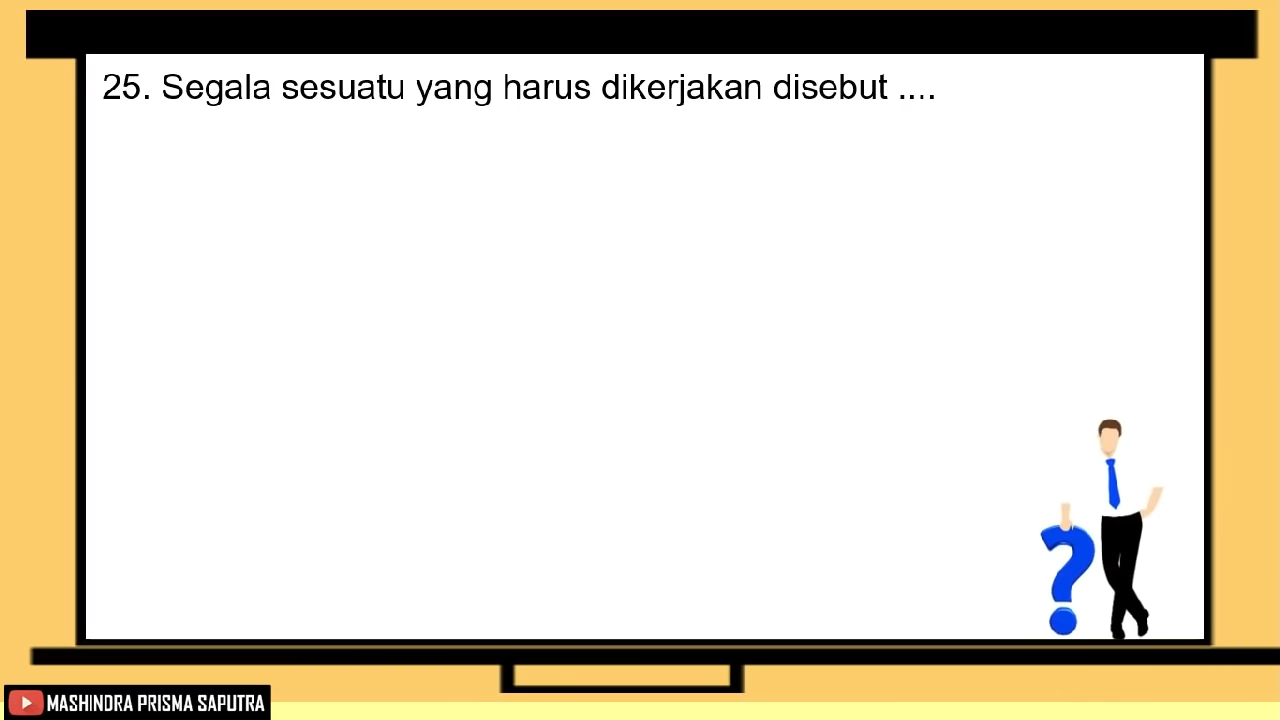 25. Segala sesuatu yang harus dikerjakan disebut ....
MASHINDRA PRISMA SAPUTRA